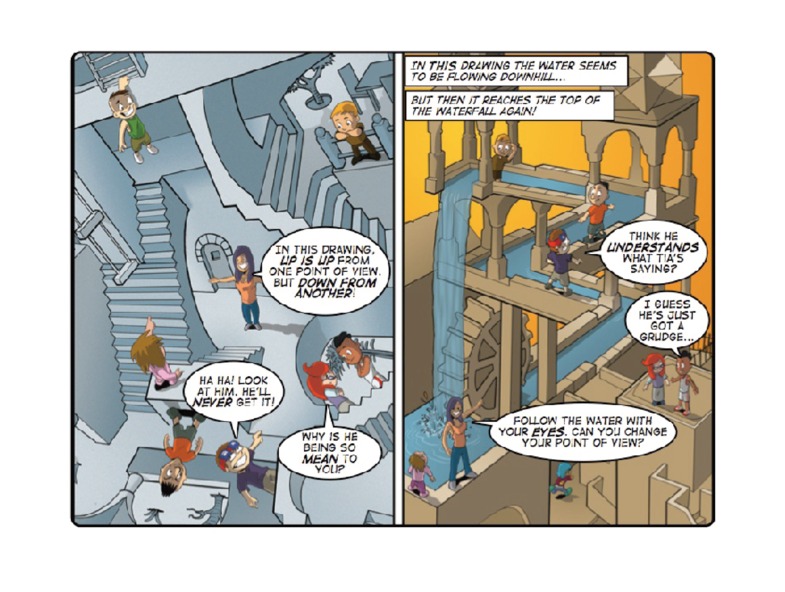 IN THIS DRAWING,
UP IS UP FROM
ONE POINT OF VIEW,
BUT DOWN FROM
ANOTHER!
HA HA! LOOK
AT HIM. HE'LL
NEVER GET IT!
WHY IS HE
BEING SO
MEAN TO
YOU?
IN THIS DRAWING THE WATER SEEMS
TO BE FLOWING DOWNHILL...
BUT THEN IT REACHES THE TOP OF
THE WATERFALL AGAIN!
THINK HE
UNDERSTANDS
WHAT TIA'S
SAYING?
I GUESS
HE'S JUST
GOT A
GRUDGE...
FOLLOW THE WATER WITH
YOUR EYES. CAN YOU CHANGE
YOUR POINT OF VIEW?